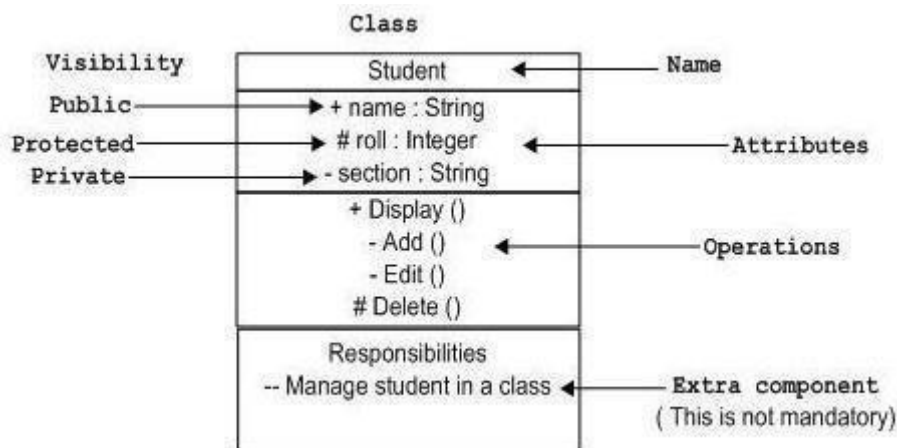 Class
Visibility
Student
Name
Public
+ name : String
Protected
# roll : Integer
Attributes
Private
- section : String
+ Display ()
- Add ()
Operations
- Edit ()
# Delete ()
Responsibilities
-- Manage student in a class
Extra component
( This is not mandatory)